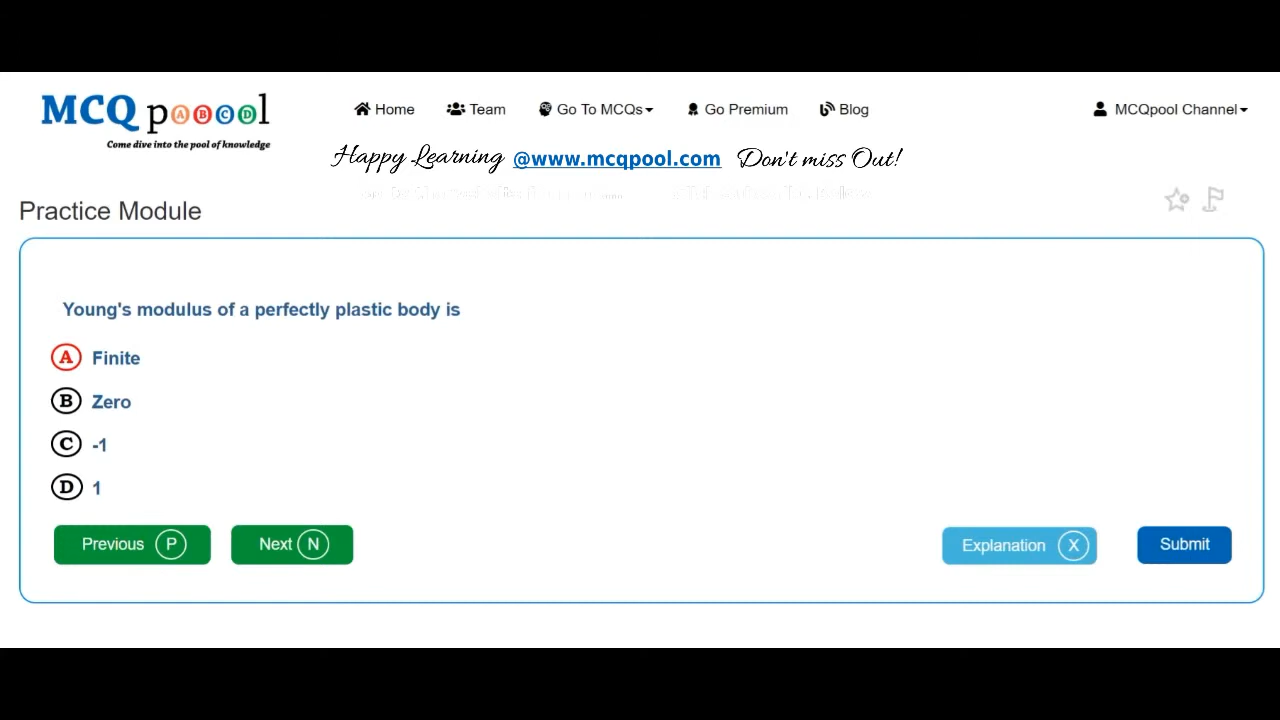 MCQ pooool
Come dive into the pool of knowledge
Home Team Go To MCQs Go Premium Blog MCQpool Channel
Happy Learning @www.mcqpool.com Don't miss Out!
Practice Module
Young's modulus of a perfectly plastic body is
A Finite
B Zero
C -1
D 1
Previous P Next N Explanation X Submit